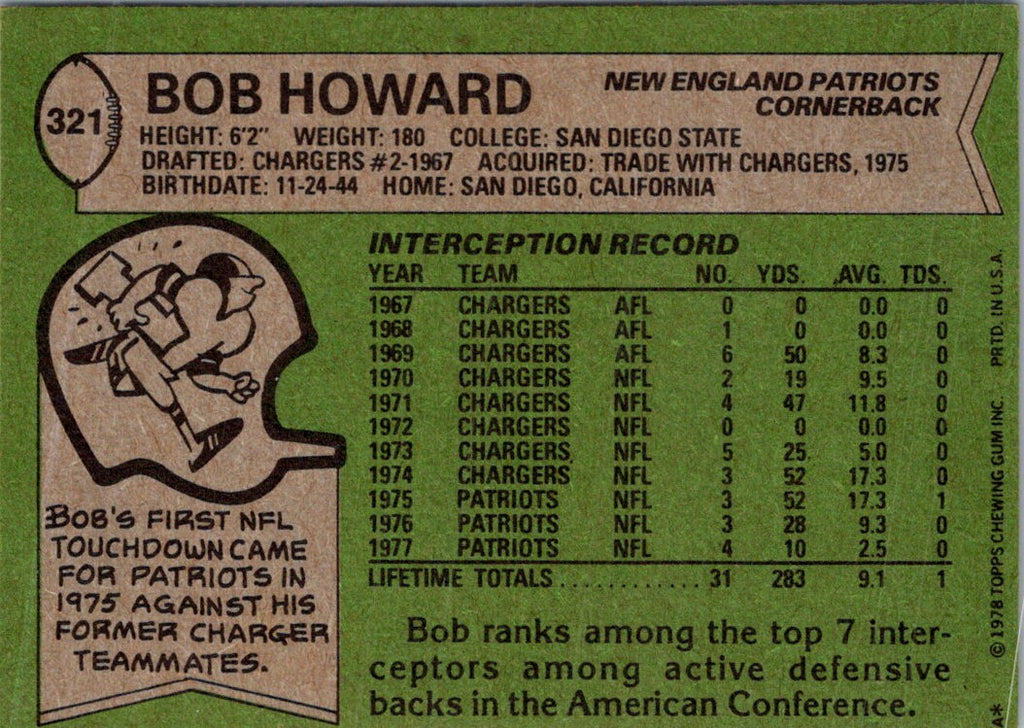 321
BOB HOWARD
NEW ENGLAND PATRIOTS
CORNERBACK
HEIGHT: 6'2" WEIGHT: 180 COLLEGE: SAN DIEGO STATE
DRAFTED: CHARGERS #2-1967 ACQUIRED: TRADE WITH CHARGERS, 1975
BIRTHDATE: 11-24-44 HOME: SAN DIEGO, CALIFORNIA
INTERCEPTION RECORD
YEAR TEAM NO. YDS. AVG. TDS.
1967 CHARGERS AFL 0 0 0.0 0
1968 CHARGERS AFL 1 0 0.0 0
1969 CHARGERS AFL 6 50 8.3 0
1970 CHARGERS NFL 2 19 9.5 0
1971 CHARGERS NFL 4 47 11.8 0
1972 CHARGERS NFL 0 0 0.0 0
1973 CHARGERS NFL 5 25 5.0 0
1974 CHARGERS NFL 3 52 17.3 0
1975 PATRIOTS NFL 3 52 17.3 1
1976 PATRIOTS NFL 3 28 9.3 0
1977 PATRIOTS NFL 4 10 2.5 0
LIFETIME TOTALS............ 31 283 9.1 1
BOB'S FIRST NFL
TOUCHDOWN CAME
FOR PATRIOTS IN
1975 AGAINST HIS
FORMER CHARGER
TEAMMATES.
Bob ranks among the top 7 inter-
ceptors among active defensive
backs in the American Conference.
A* ©1978 TOPPS CHEWING GUM INC. PRTD. IN U.S.A.